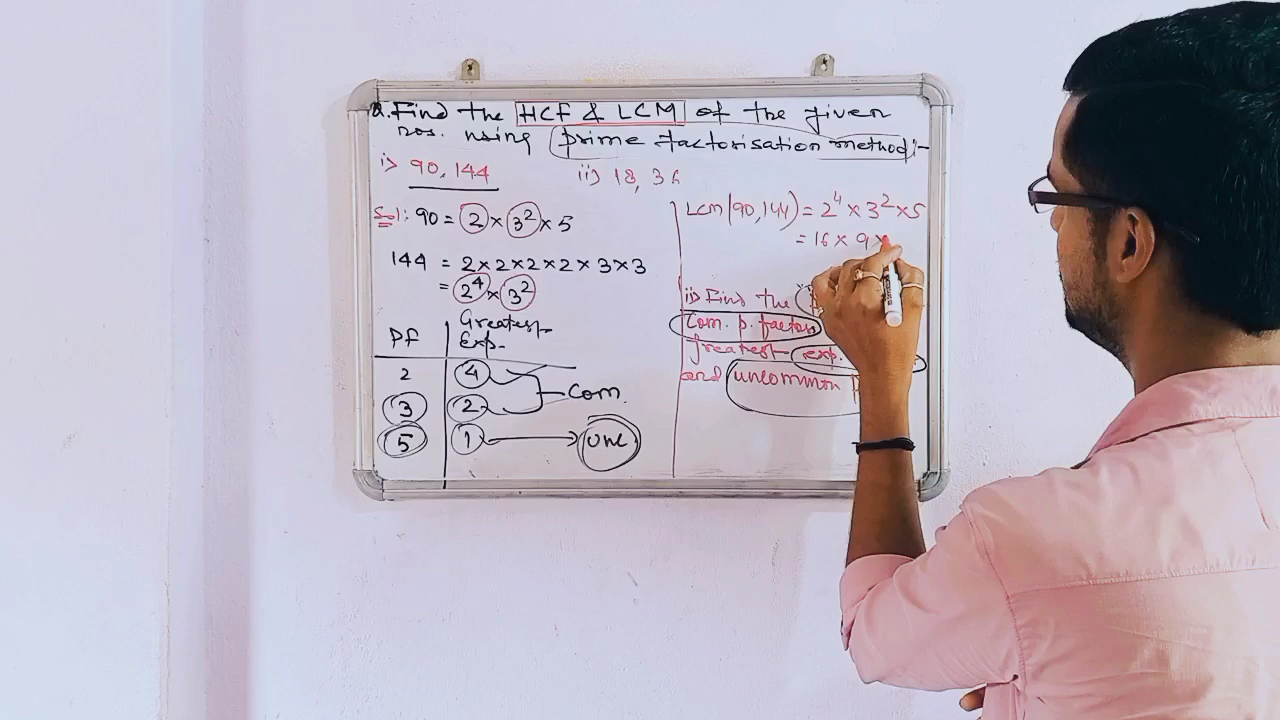 Q. Find the HCF & LCM of the given
nos. using prime factorisation method:-
i) 90, 144
ii) 18, 36
Sol: 90 = 2 × 3² × 5
144 = 2 × 2 × 2 × 2 × 3 × 3
= 2⁴ × 3²
PF Greatest Exp.
2 4
3 2
Com.
5 1 → unc
LCM (90, 144) = 2⁴ × 3² × 5
= 16 × 9 ×
ii) Find the
Com. p. factors
greatest exp.
and uncommon